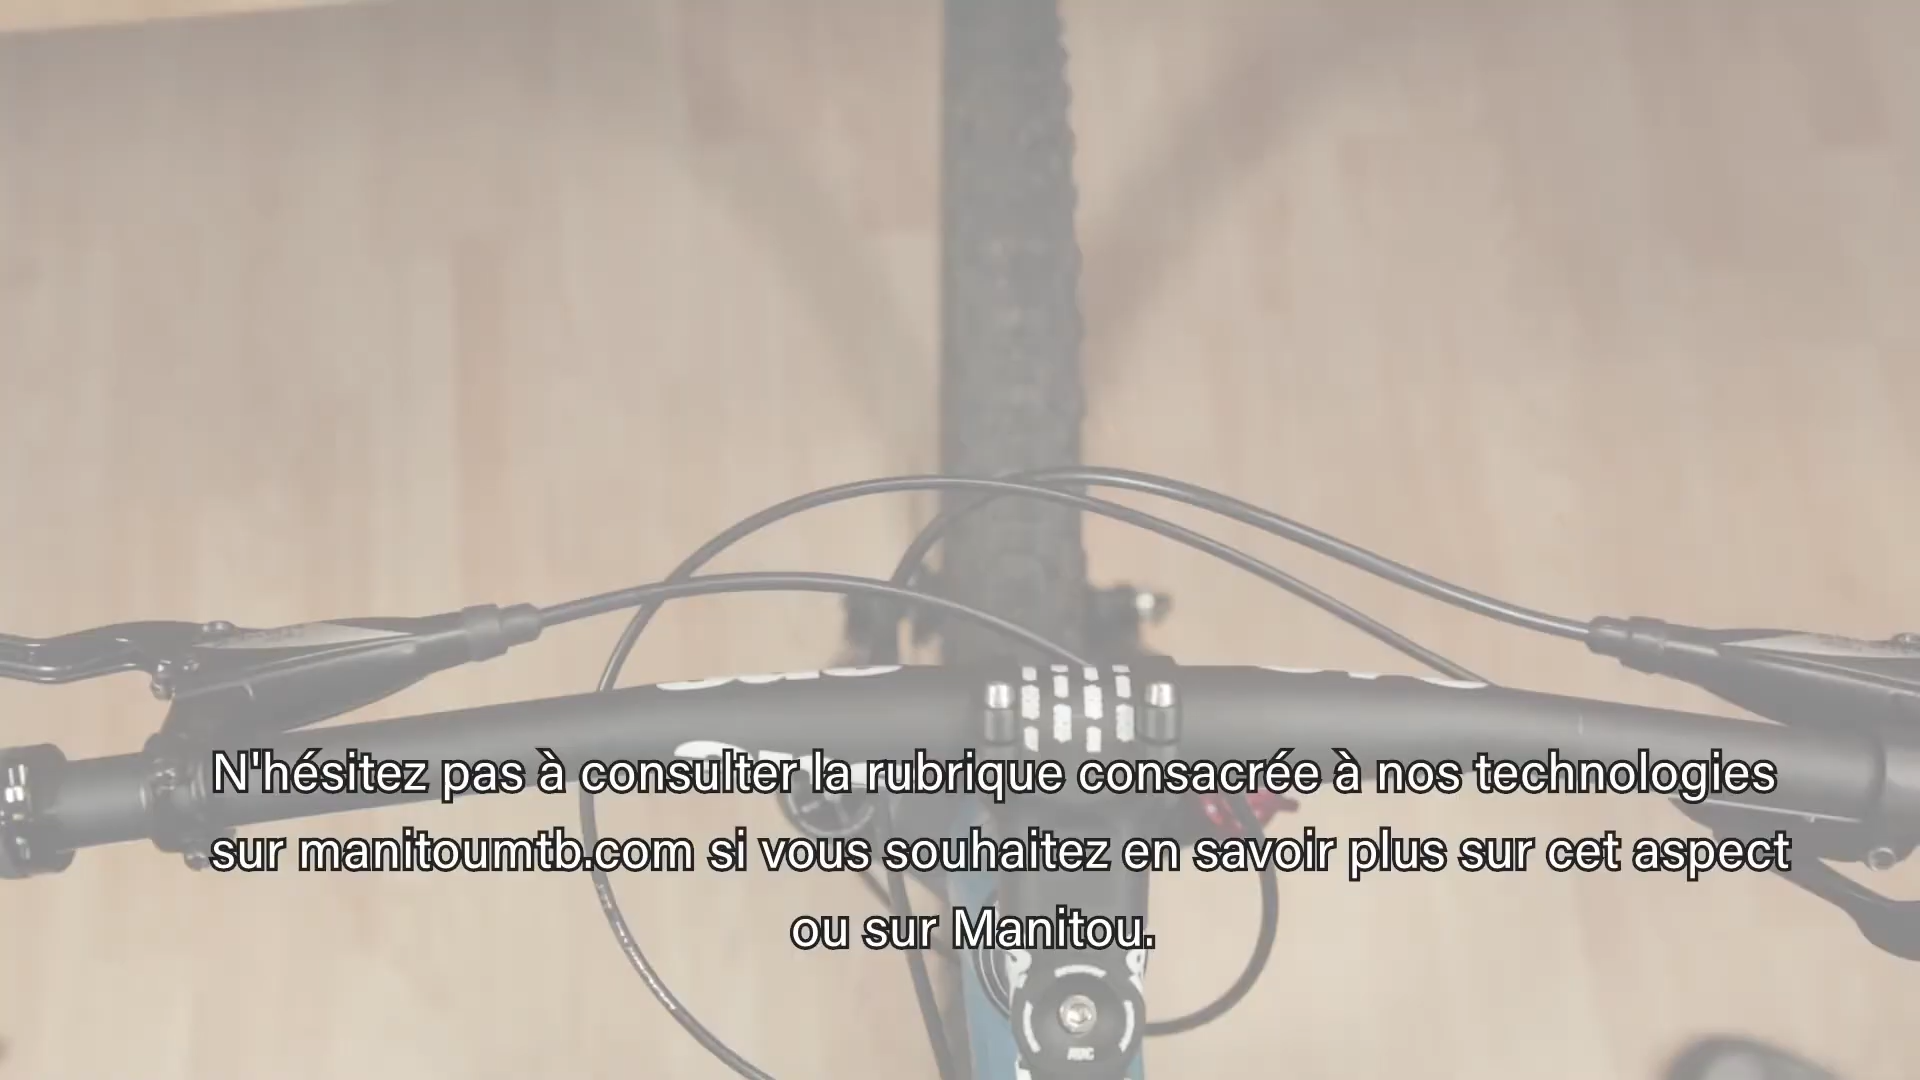 N'hésitez pas à consulter la rubrique consacrée à nos technologies
sur manitoumtb.com si vous souhaitez en savoir plus sur cet aspect
ou sur Manitou.